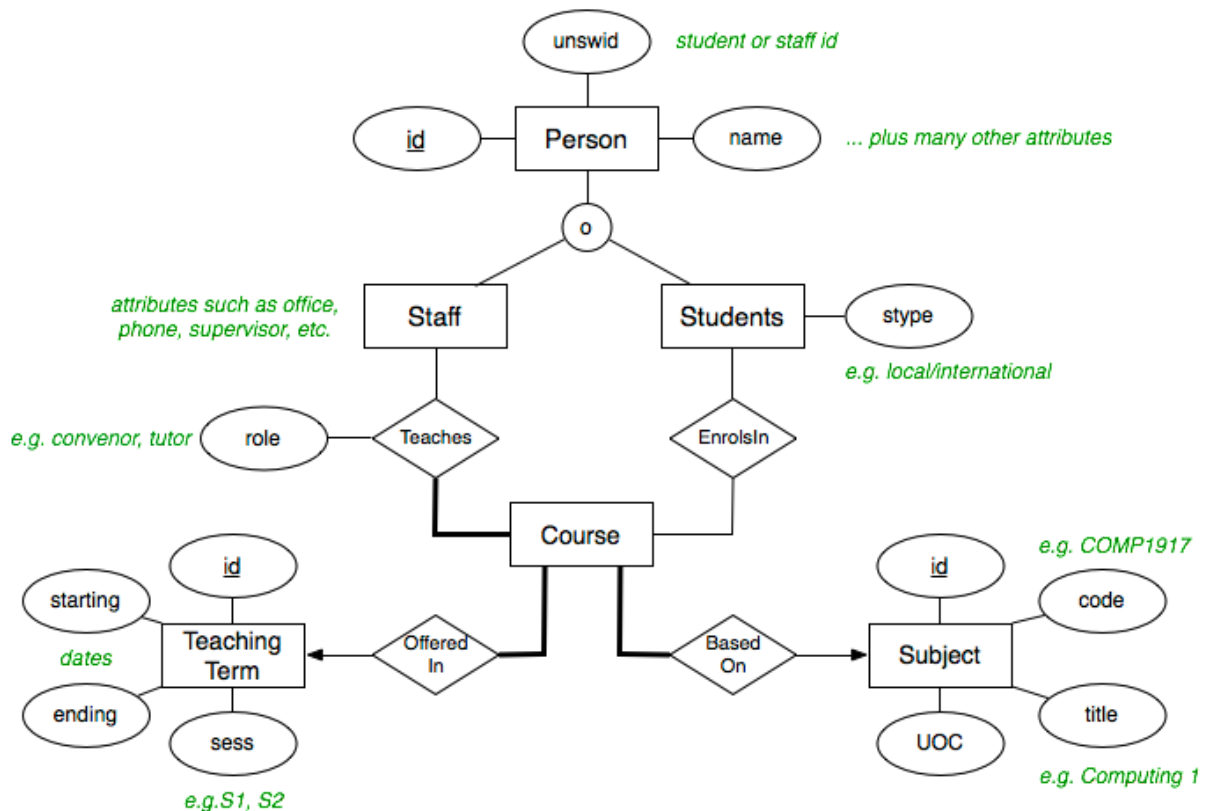 unswid
student or staff id
id
Person
name
... plus many other attributes
o
attributes such as office,
phone, supervisor, etc.
Staff
Students
stype
e.g. local/international
e.g. convenor, tutor
role
Teaches
EnrolsIn
Course
id
starting
Teaching
Term
dates
ending
sess
e.g.S1, S2
Offered
In
Based
On
id
e.g. COMP1917
code
Subject
UOC
title
e.g. Computing 1